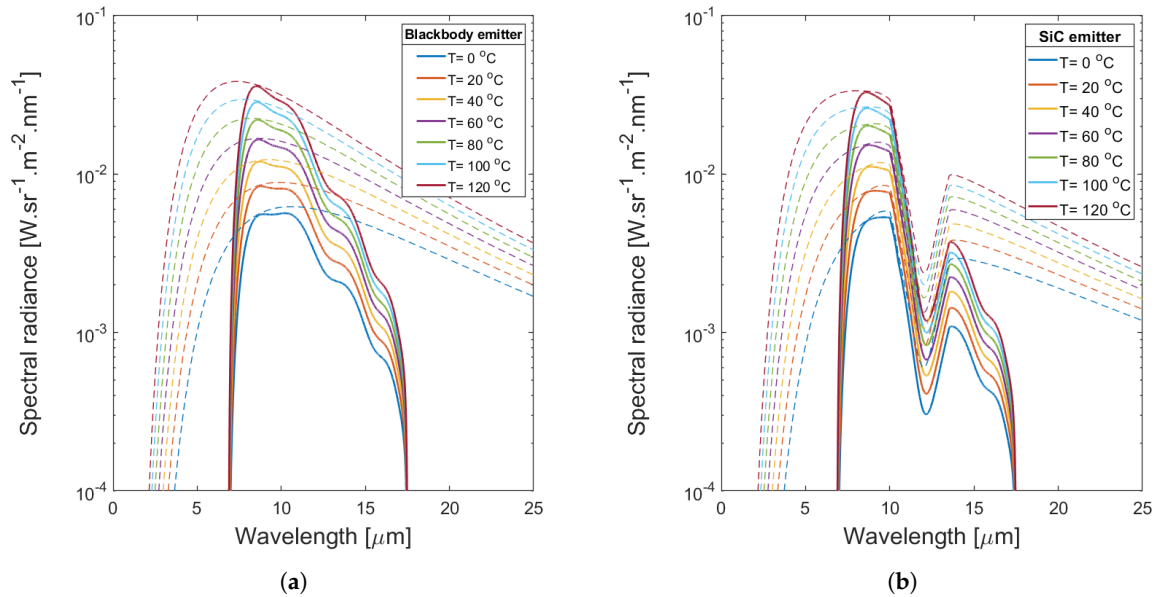 Blackbody emitter
T= 0 °C
T= 20 °C
T= 40 °C
T= 60 °C
T= 80 °C
T= 100 °C
T= 120 °C
10⁻¹
10⁻²
10⁻³
10⁻⁴
Spectral radiance [W.sr⁻¹.m⁻².nm⁻¹]
0 5 10 15 20 25
Wavelength [μm]
(a)
SiC emitter
T= 0 °C
T= 20 °C
T= 40 °C
T= 60 °C
T= 80 °C
T= 100 °C
T= 120 °C
10⁻¹
10⁻²
10⁻³
10⁻⁴
Spectral radiance [W.sr⁻¹.m⁻².nm⁻¹]
0 5 10 15 20 25
Wavelength [μm]
(b)